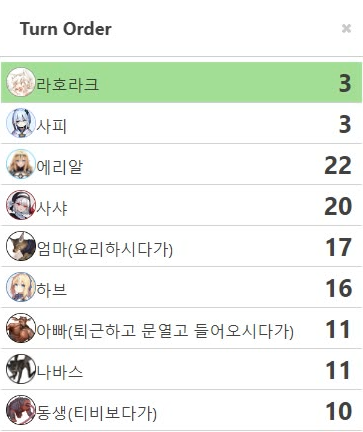 Turn Order ×
라호라크 3
사피 3
에리알 22
사샤 20
엄마(요리하시다가) 17
하브 16
아빠(퇴근하고 문열고 들어오시다가) 11
나바스 11
동생(티비보다가) 10